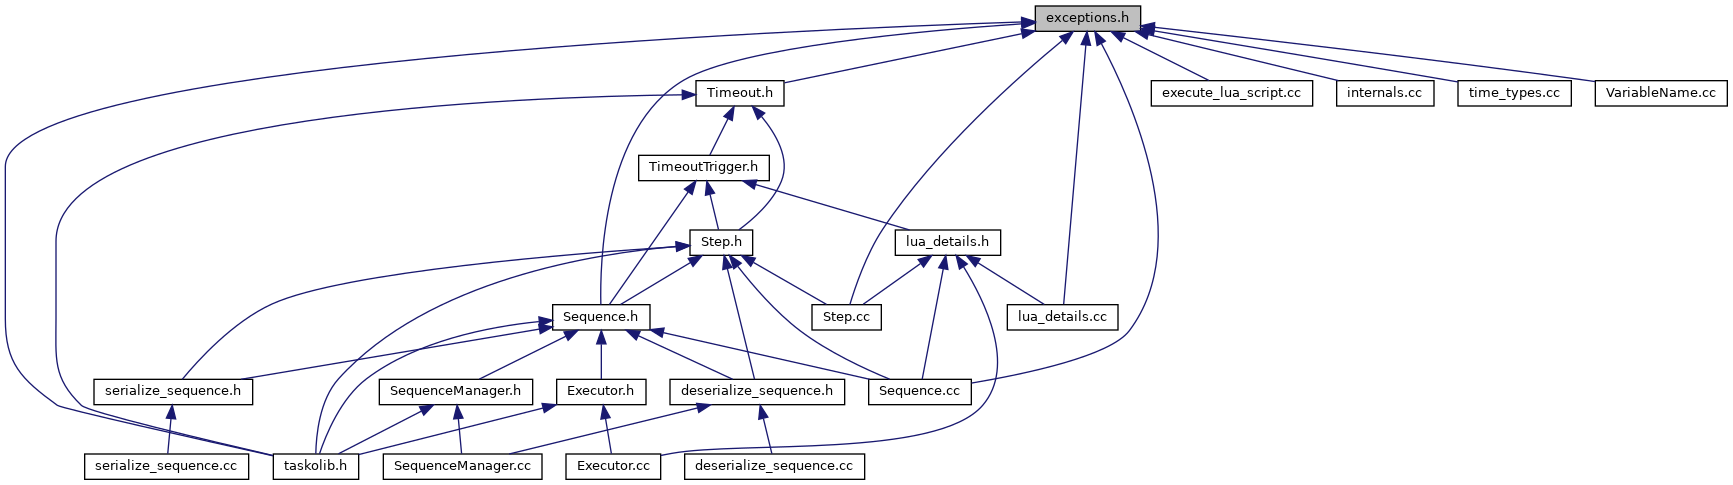 exceptions.h
Timeout.h
execute_lua_script.cc
internals.cc
time_types.cc
VariableName.cc
TimeoutTrigger.h
Step.h
lua_details.h
Sequence.h
Step.cc
lua_details.cc
serialize_sequence.h
SequenceManager.h
Executor.h
deserialize_sequence.h
Sequence.cc
serialize_sequence.cc
taskolib.h
SequenceManager.cc
Executor.cc
deserialize_sequence.cc